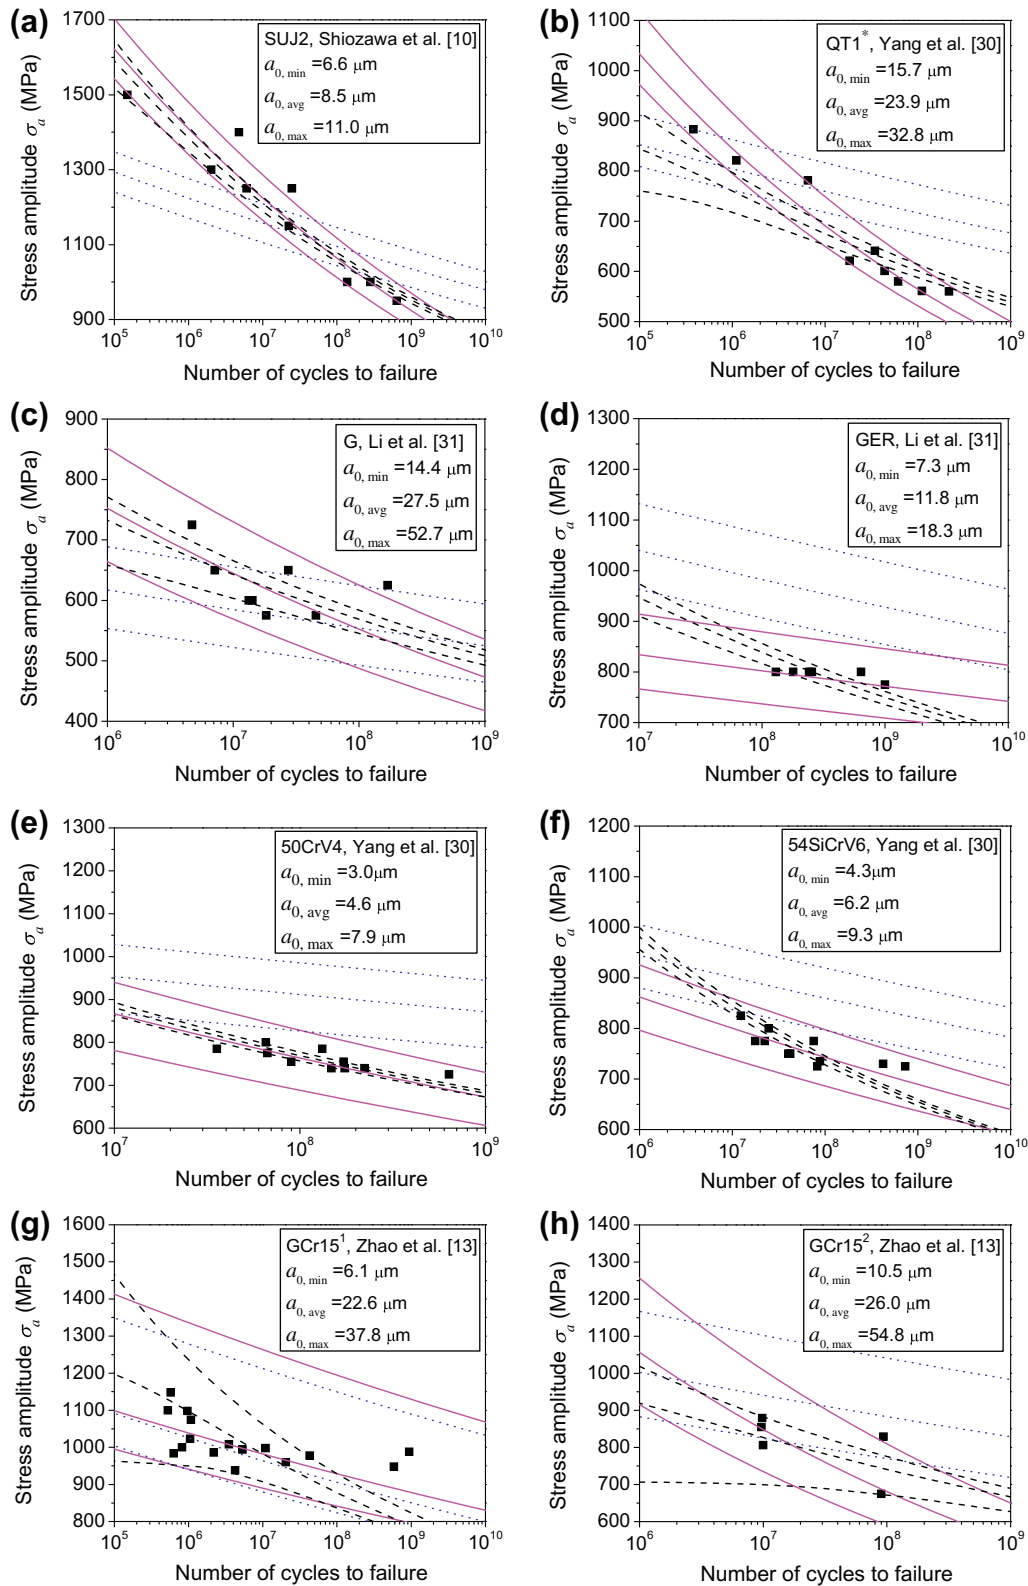 (a)
SUJ2, Shiozawa et al. [10]
a0, min =6.6 μm
a0, avg =8.5 μm
a0, max =11.0 μm
Stress amplitude σa (MPa)
1700
1500
1300
1100
900
10^5 10^6 10^7 10^8 10^9 10^10
Number of cycles to failure
(b)
QT1*, Yang et al. [30]
a0, min =15.7 μm
a0, avg =23.9 μm
a0, max =32.8 μm
Stress amplitude σa (MPa)
1100
1000
900
800
700
600
500
10^5 10^6 10^7 10^8 10^9
Number of cycles to failure
(c)
G, Li et al. [31]
a0, min =14.4 μm
a0, avg =27.5 μm
a0, max =52.7 μm
Stress amplitude σa (MPa)
900
800
700
600
500
400
10^6 10^7 10^8 10^9
Number of cycles to failure
(d)
GER, Li et al. [31]
a0, min =7.3 μm
a0, avg =11.8 μm
a0, max =18.3 μm
Stress amplitude σa (MPa)
1300
1200
1100
1000
900
800
700
10^7 10^8 10^9 10^10
Number of cycles to failure
(e)
50CrV4, Yang et al. [30]
a0, min =3.0μm
a0, avg =4.6 μm
a0, max =7.9 μm
Stress amplitude σa (MPa)
1300
1200
1100
1000
900
800
700
600
10^7 10^8 10^9
Number of cycles to failure
(f)
54SiCrV6, Yang et al. [30]
a0, min =4.3μm
a0, avg =6.2 μm
a0, max =9.3 μm
Stress amplitude σa (MPa)
1200
1100
1000
900
800
700
600
10^6 10^7 10^8 10^9 10^10
Number of cycles to failure
(g)
GCr15^1, Zhao et al. [13]
a0, min =6.1 μm
a0, avg =22.6 μm
a0, max =37.8 μm
Stress amplitude σa (MPa)
1600
1500
1400
1300
1200
1100
1000
900
800
10^5 10^6 10^7 10^8 10^9 10^10
Number of cycles to failure
(h)
GCr15^2, Zhao et al. [13]
a0, min =10.5 μm
a0, avg =26.0 μm
a0, max =54.8 μm
Stress amplitude σa (MPa)
1400
1300
1200
1100
1000
900
800
700
600
10^6 10^7 10^8 10^9
Number of cycles to failure